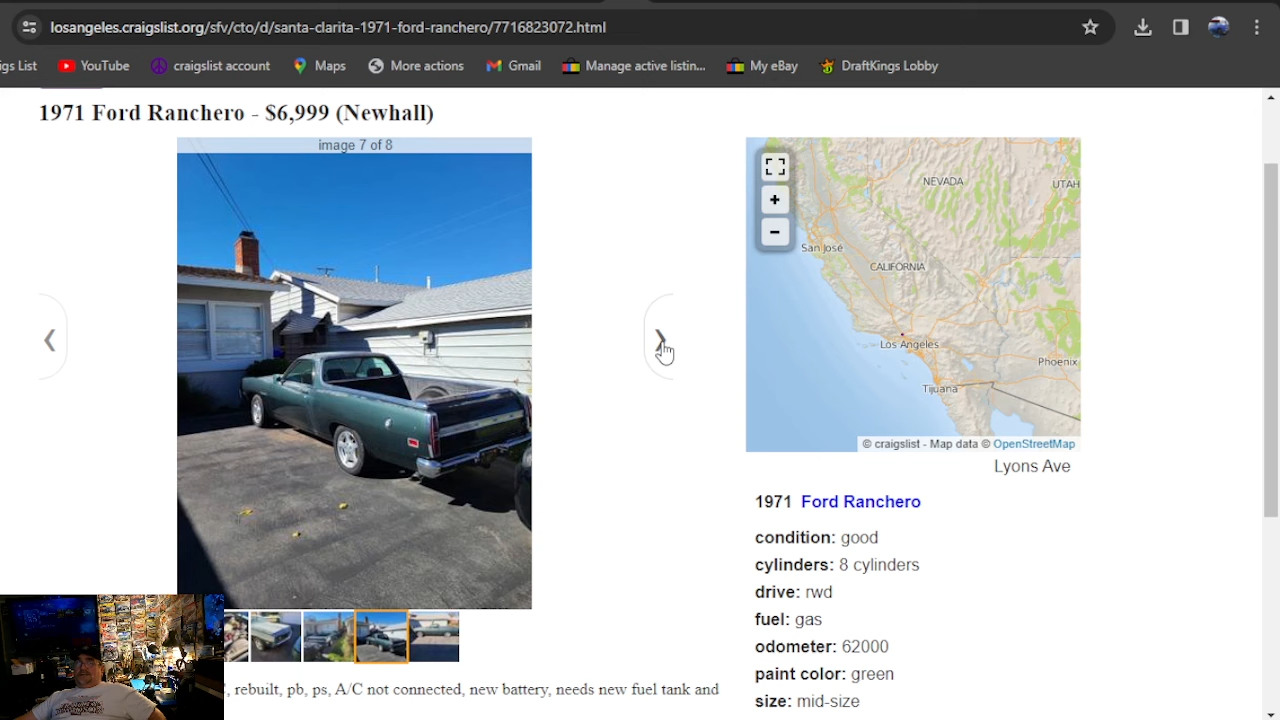 losangeles.craigslist.org/sfv/cto/d/santa-clarita-1971-ford-ranchero/7716823072.html
igs List YouTube craigslist account Maps More actions Gmail Manage active listin... My eBay DraftKings Lobby
1971 Ford Ranchero - $6,999 (Newhall)
image 7 of 8
NEVADA
UTAH
San José
CALIFORNIA
Los Angeles
Phoenix
Tijuana
© craigslist - Map data © OpenStreetMap
Lyons Ave
1971 Ford Ranchero
condition: good
cylinders: 8 cylinders
drive: rwd
fuel: gas
odometer: 62000
paint color: green
size: mid-size
, rebuilt, pb, ps, A/C not connected, new battery, needs new fuel tank and